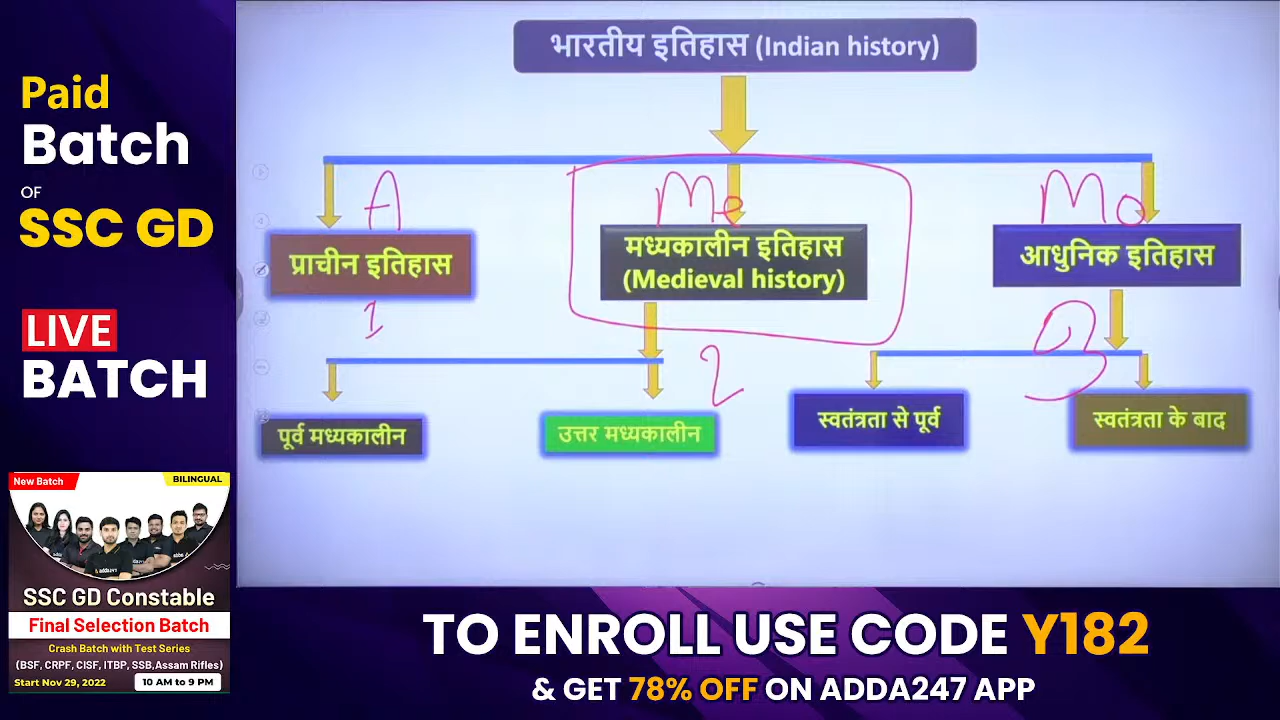 Paid
Batch
OF
SSC GD
LIVE
BATCH
New Batch
BILINGUAL
SSC GD Constable
Final Selection Batch
Crash Batch with Test Series
(BSF, CRPF, CISF, ITBP, SSB,Assam Rifles)
Start Nov 29, 2022
10 AM to 9 PM
भारतीय इतिहास (Indian history)
A
Me
Mo
प्राचीन इतिहास
मध्यकालीन इतिहास
(Medieval history)
आधुनिक इतिहास
1
2
3
पूर्व मध्यकालीन
उत्तर मध्यकालीन
स्वतंत्रता से पूर्व
स्वतंत्रता के बाद
TO ENROLL USE CODE Y182
& GET 78% OFF ON ADDA247 APP